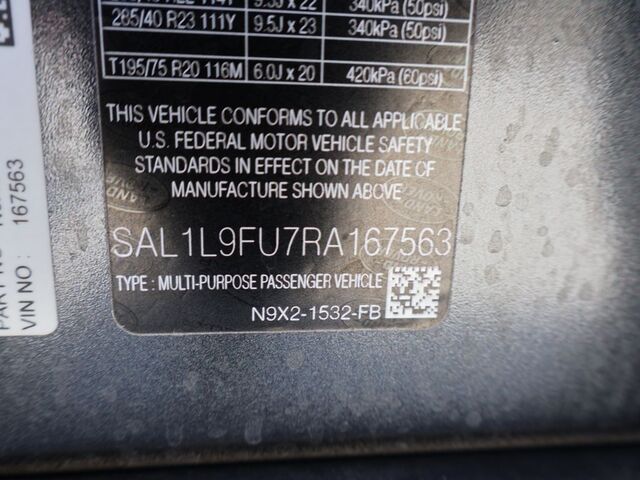 285/40 R23 111Y 9.5J x 23 340kPa (50psi)
T195/75 R20 116M 6.0J x 20 420kPa (60psi)
THIS VEHICLE CONFORMS TO ALL APPLICABLE
U.S. FEDERAL MOTOR VEHICLE SAFETY
STANDARDS IN EFFECT ON THE DATE OF
MANUFACTURE SHOWN ABOVE
SAL1L9FU7RA167563
TYPE : MULTI-PURPOSE PASSENGER VEHICLE
N9X2-1532-FB
VIN NO : 167563